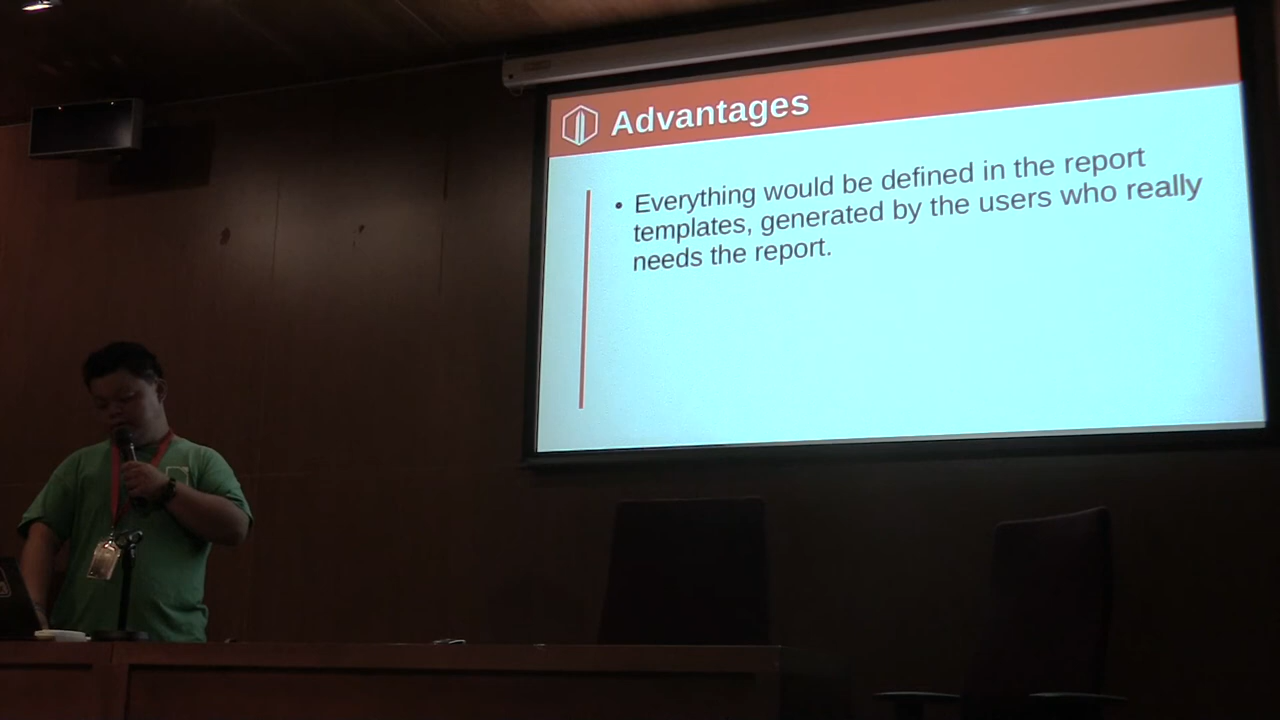 Advantages
• Everything would be defined in the report
templates, generated by the users who really
needs the report.